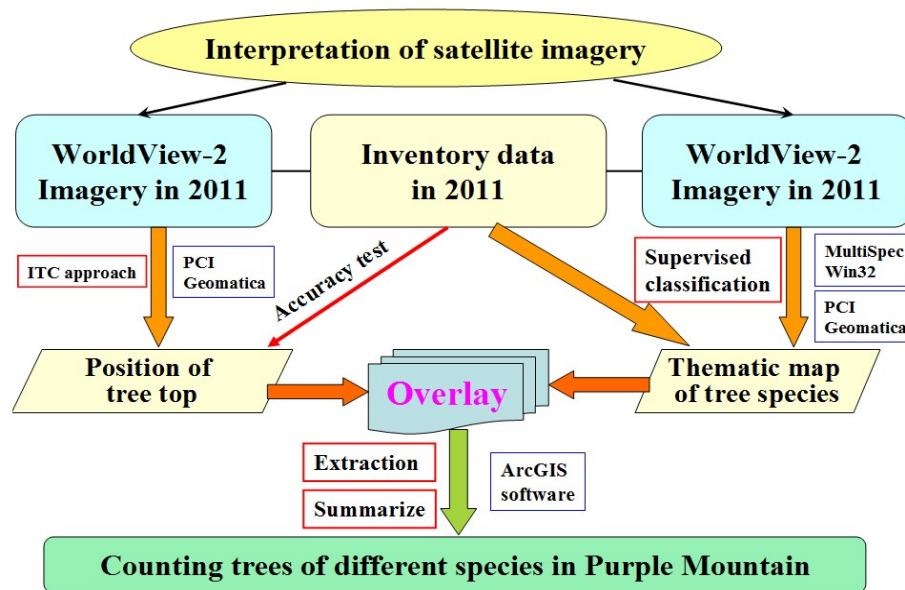 Interpretation of satellite imagery
WorldView-2
Imagery in 2011
Inventory data
in 2011
WorldView-2
Imagery in 2011
ITC approach
PCI
Geomatica
Accuracy test
Supervised
classification
MultiSpec
Win32
PCI
Geomatica
Position of
tree top
Overlay
Thematic map
of tree species
Extraction
Summarize
ArcGIS
software
Counting trees of different species in Purple Mountain